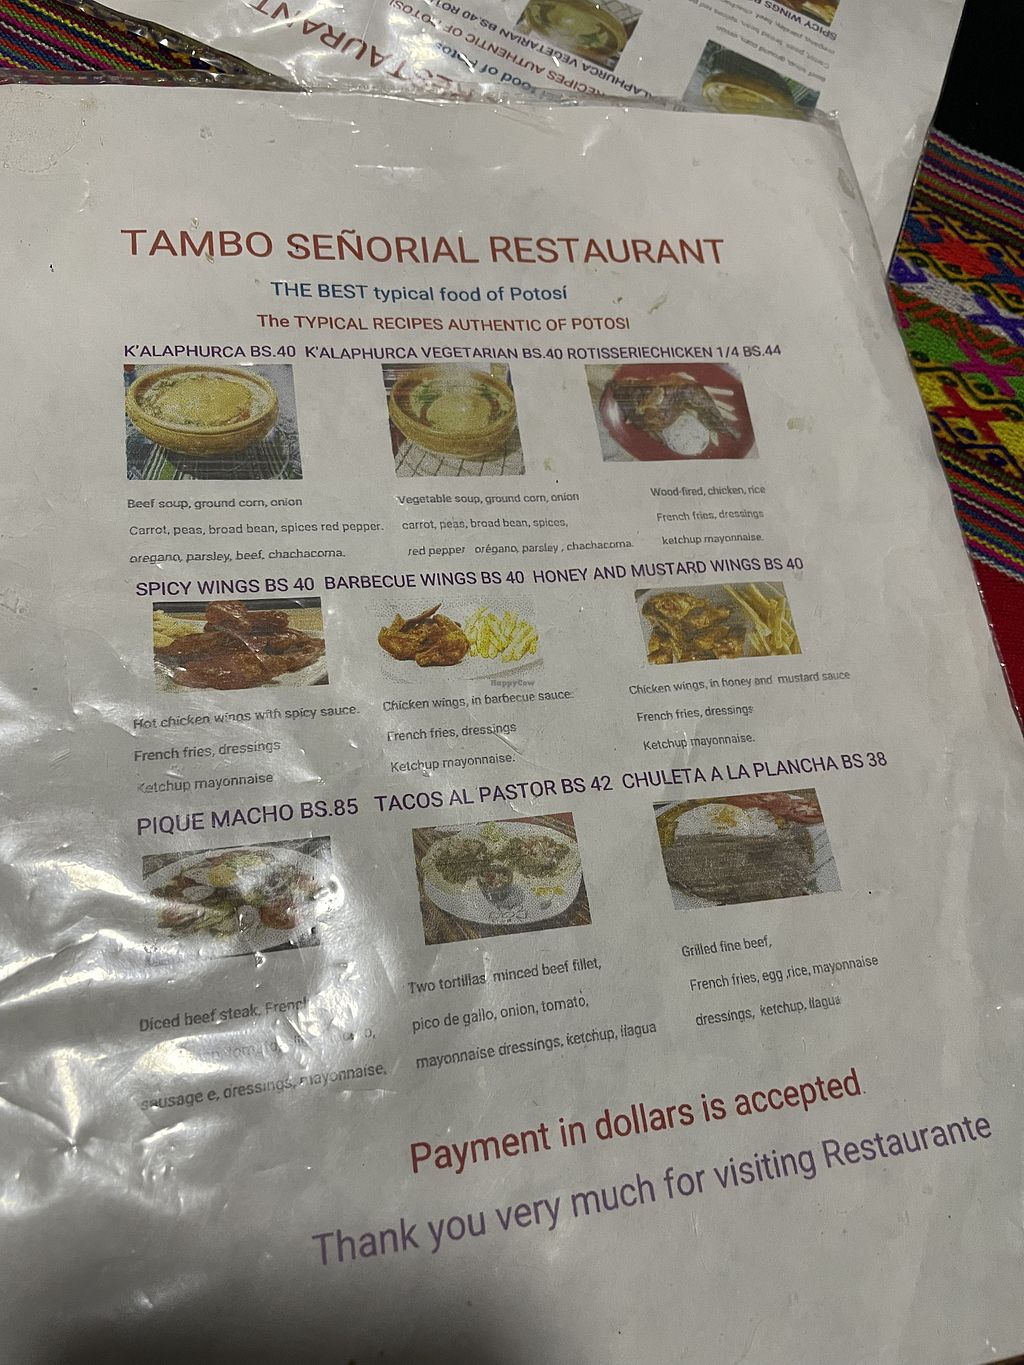 TAMBO SEÑORIAL RESTAURANT
THE BEST typical food of Potosí
The TYPICAL RECIPES AUTHENTIC OF POTOSI
K'ALAPHURCA BS.40 K'ALAPHURCA VEGETARIAN BS.40 ROTISSERIECHICKEN 1/4 BS.44
Beef soup, ground corn, onion
Carrot, peas, broad bean, spices red pepper.
oregano, parsley, beef, chachacoma.
Vegetable soup, ground corn, onion
carrot, peas, broad bean, spices,
red pepper orégano, parsley , chachacoma.
Wood-fired, chicken, rice
French fries, dressings
ketchup mayonnaise.
SPICY WINGS BS 40 BARBECUE WINGS BS 40 HONEY AND MUSTARD WINGS BS 40
HappyCow
Hot chicken wings with spicy sauce.
French fries, dressings
Ketchup mayonnaise
Chicken wings, in barbecue sauce.
French fries, dressings
Ketchup mayonnaise.
Chicken wings, in honey and mustard sauce
French fries, dressings
Ketchup mayonnaise.
PIQUE MACHO BS.85 TACOS AL PASTOR BS 42 CHULETA A LA PLANCHA BS 38
Diced beef steak, French
sausage e, dressings, mayonnaise,
Two tortillas, minced beef fillet,
pico de gallo, onion, tomato,
mayonnaise dressings, ketchup, llagua
Grilled fine beef,
French fries, egg ,rice, mayonnaise
dressings, ketchup, llagua
Payment in dollars is accepted.
Thank you very much for visiting Restaurante